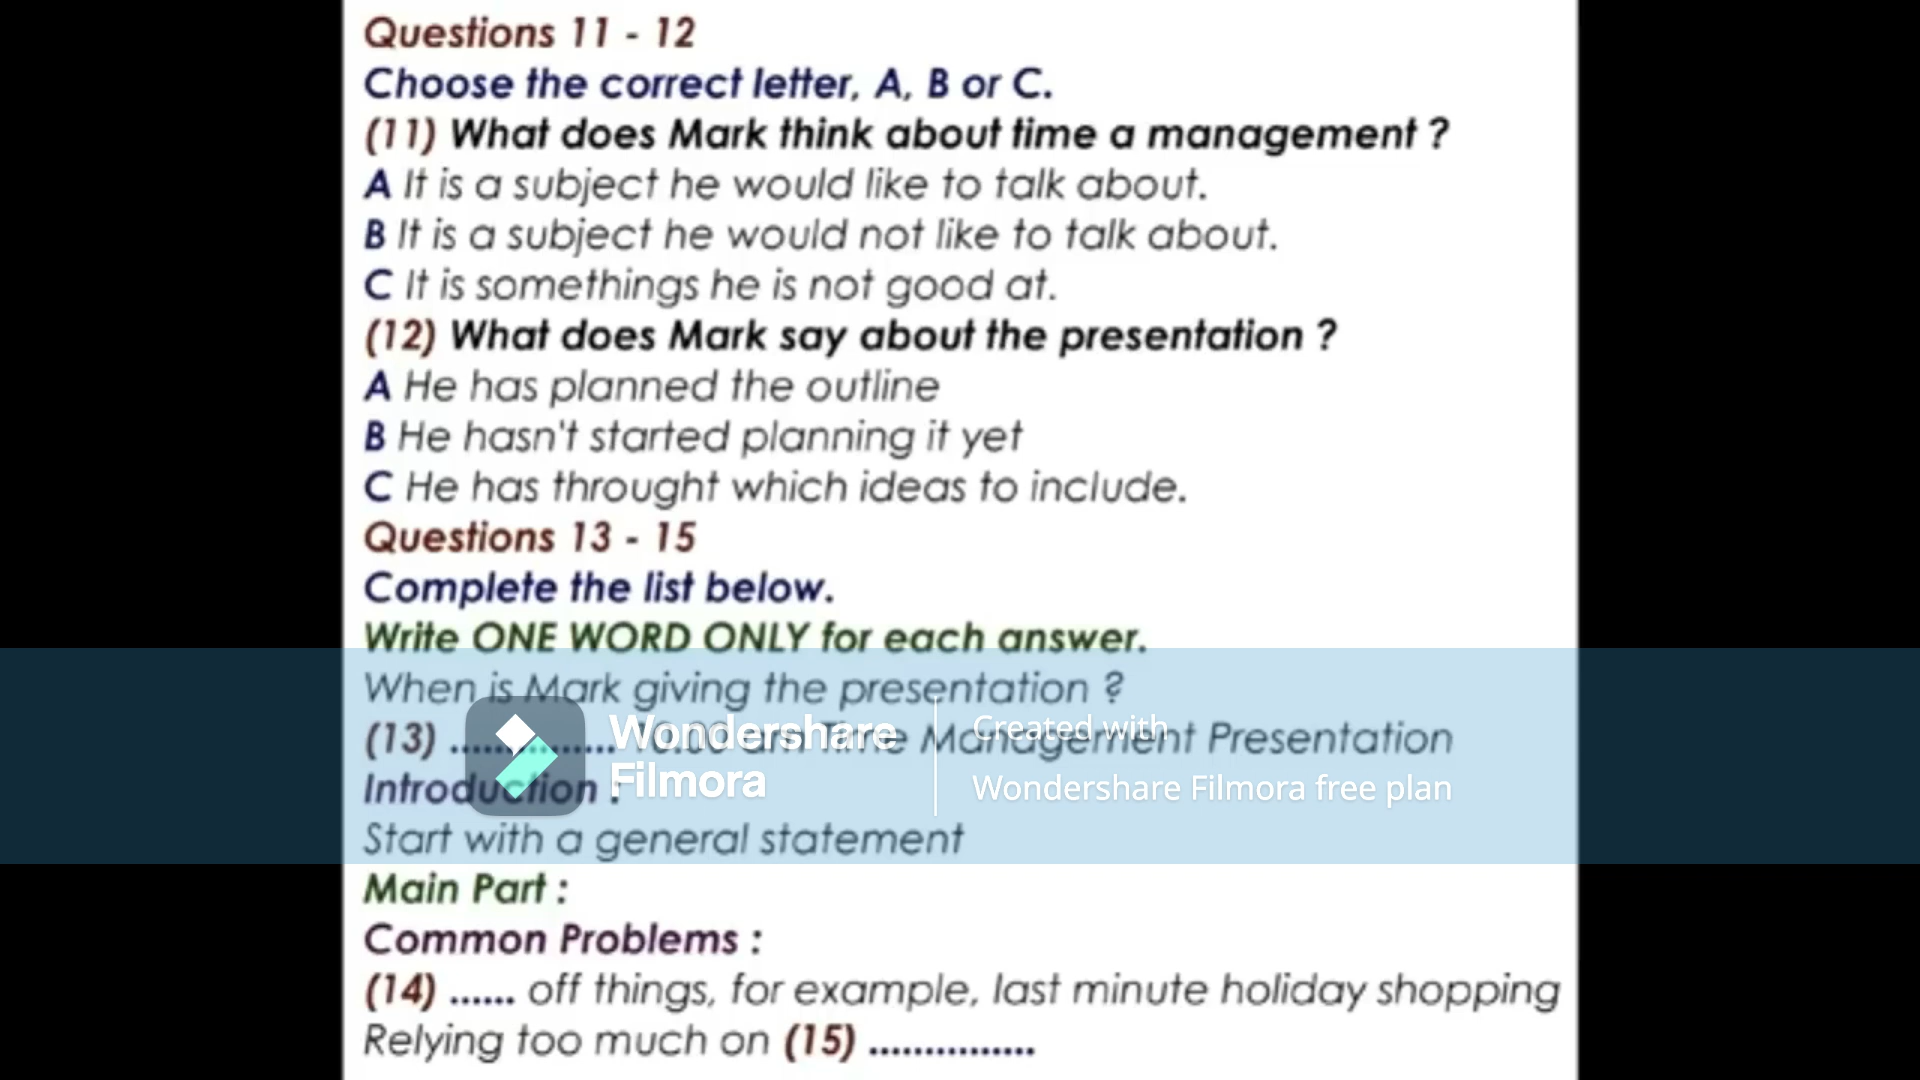 Questions 11 - 12
Choose the correct letter, A, B or C.
(11) What does Mark think about time a management ?
A It is a subject he would like to talk about.
B It is a subject he would not like to talk about.
C It is somethings he is not good at.
(12) What does Mark say about the presentation ?
A He has planned the outline
B He hasn't started planning it yet
C He has throught which ideas to include.
Questions 13 - 15
Complete the list below.
Write ONE WORD ONLY for each answer.
When is Mark giving the presentation ?
(13) ............... am Time Management Presentation
Wondershare
Filmora
Created with
Wondershare Filmora free plan
Introduction :
Start with a general statement
Main Part :
Common Problems :
(14) ...... off things, for example, last minute holiday shopping
Relying too much on (15) ...............